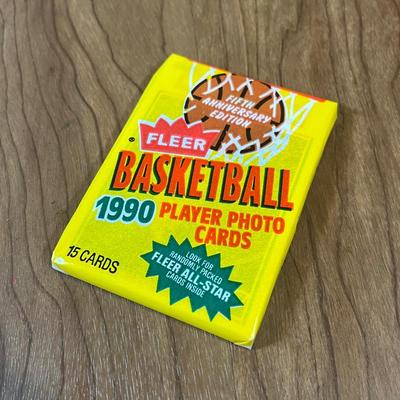 FIFTH
ANNIVERSARY
EDITION
FLEER
®
BASKETBALL
1990 PLAYER PHOTO
CARDS
15 CARDS
LOOK FOR
RANDOMLY PACKED
FLEER ALL-STAR
CARDS INSIDE